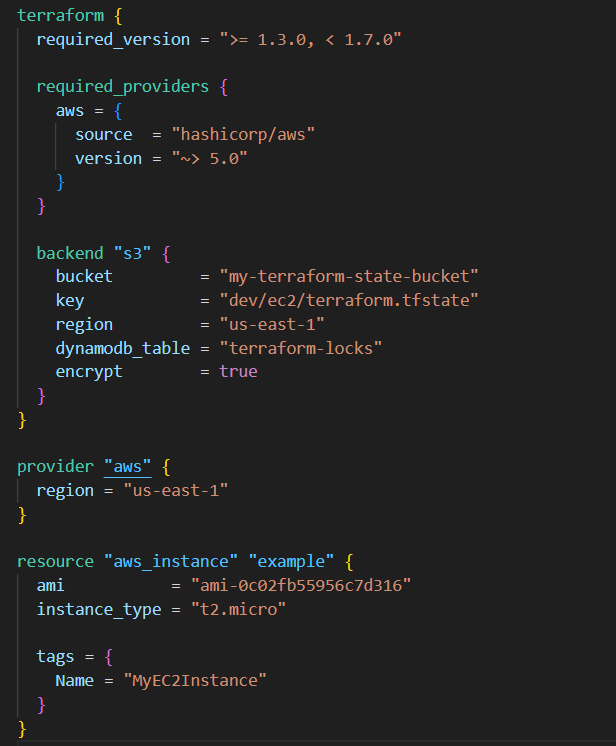 terraform {
  required_version = ">= 1.3.0, < 1.7.0"
  required_providers {
    aws = {
      source  = "hashicorp/aws"
      version = "~> 5.0"
    }
  }
  backend "s3" {
    bucket         = "my-terraform-state-bucket"
    key            = "dev/ec2/terraform.tfstate"
    region         = "us-east-1"
    dynamodb_table = "terraform-locks"
    encrypt        = true
  }
}
provider "aws" {
  region = "us-east-1"
}
resource "aws_instance" "example" {
  ami           = "ami-0c02fb55956c7d316"
  instance_type = "t2.micro"
  tags = {
    Name = "MyEC2Instance"
  }
}